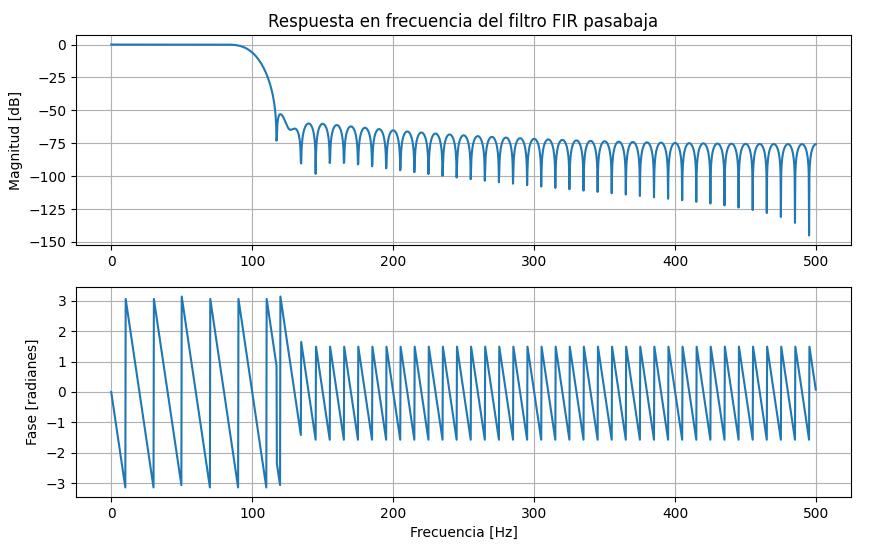 Respuesta en frecuencia del filtro FIR pasabaja
0
−25
−50
−75
−100
−125
−150
Magnitud [dB]
0 100 200 300 400 500
3
2
1
0
−1
−2
−3
Fase [radianes]
0 100 200 300 400 500
Frecuencia [Hz]